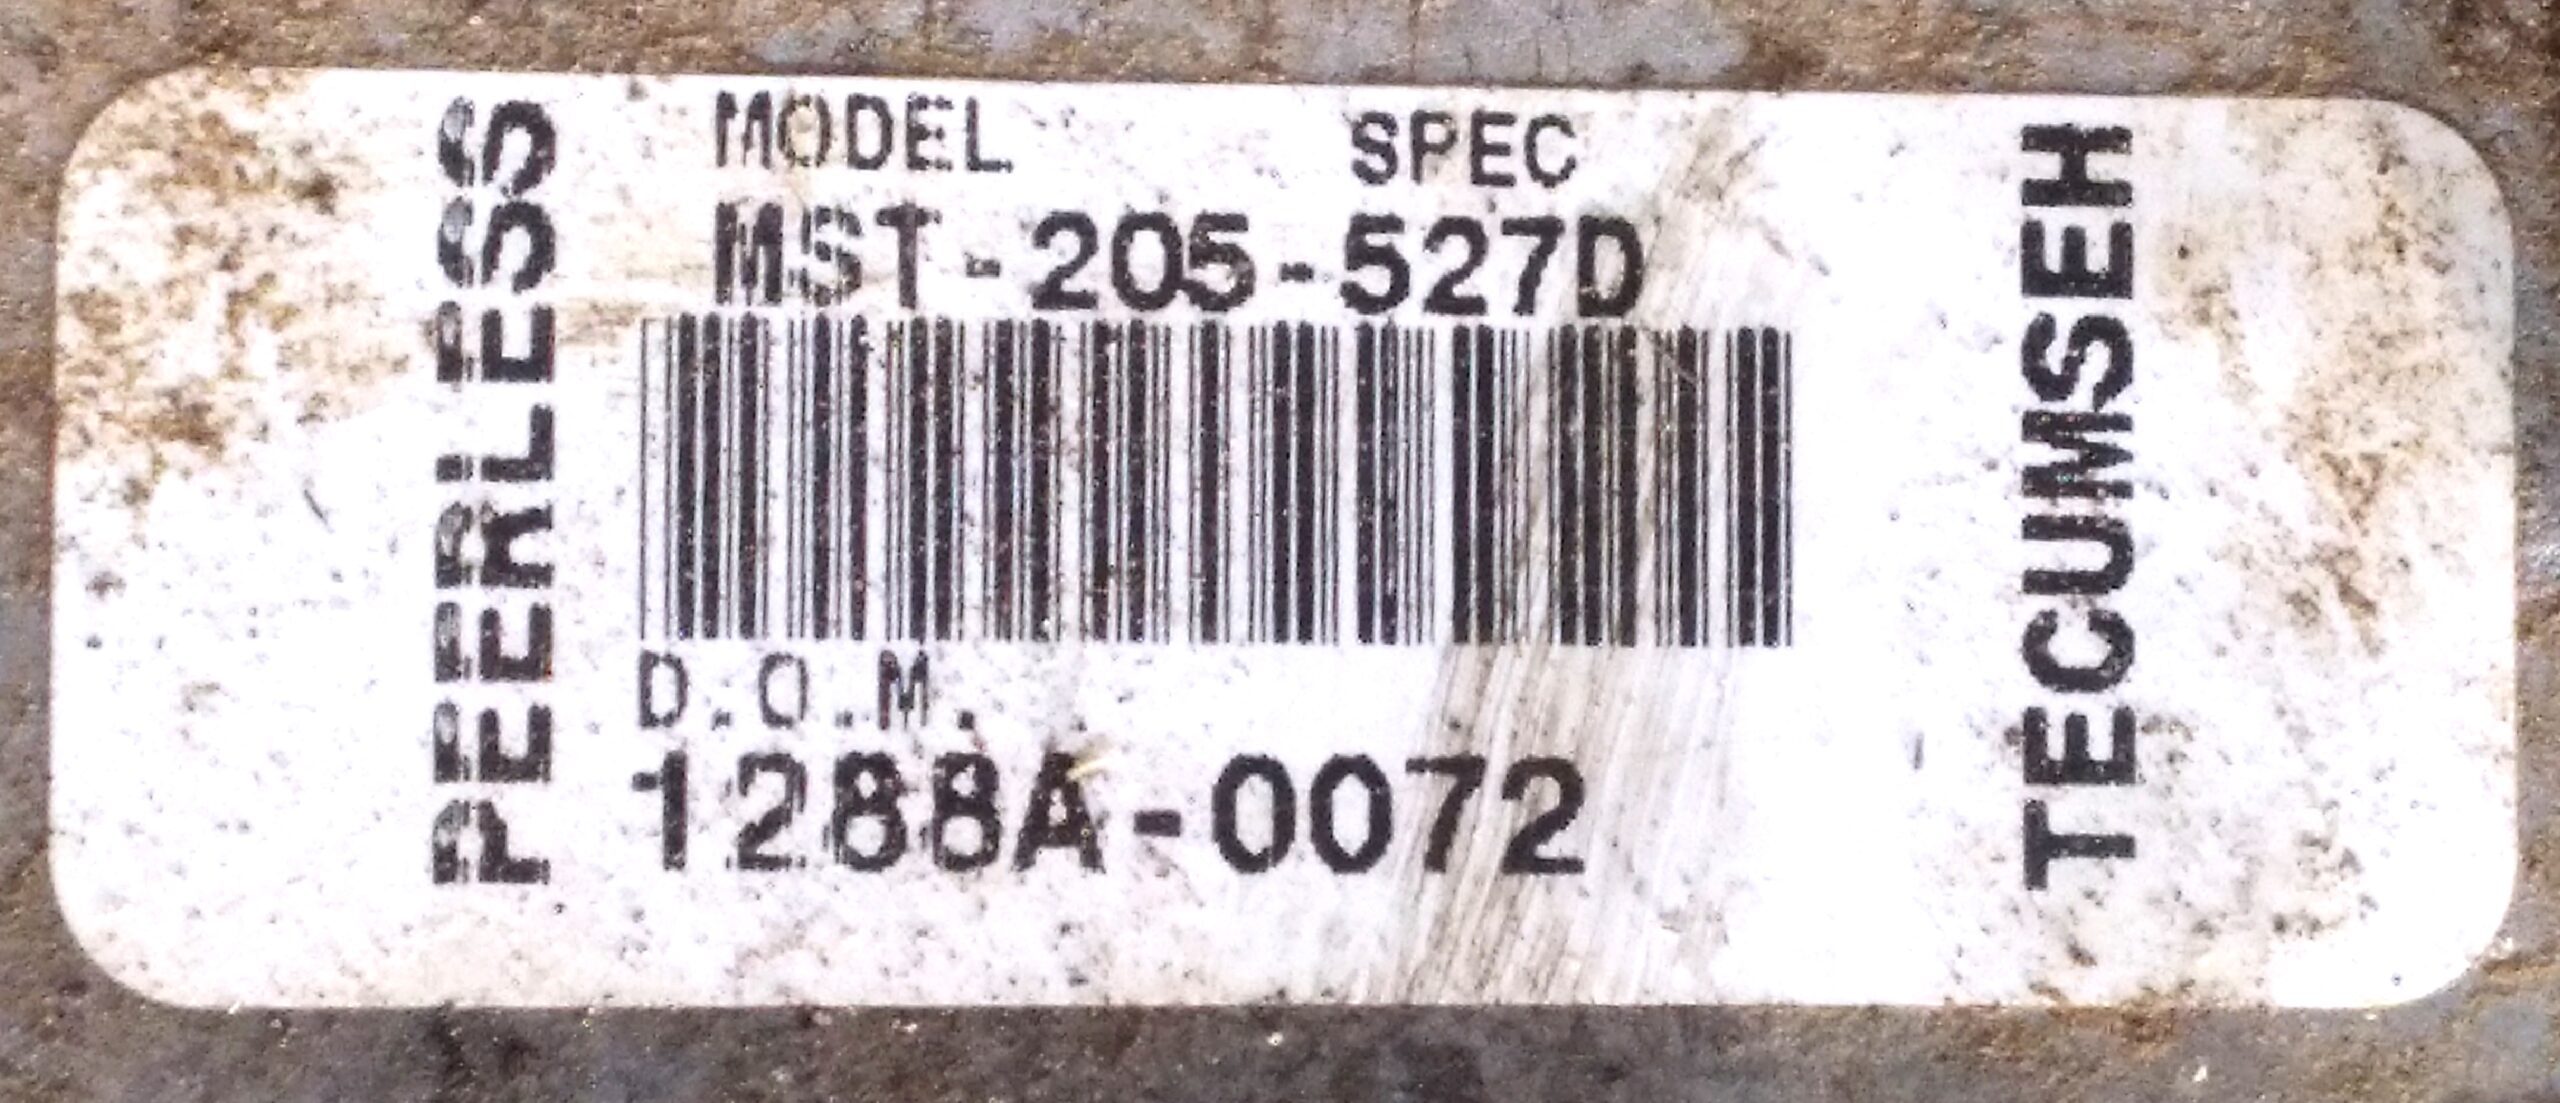 PEERLESS
MODEL SPEC
MST-205-527D
D.O.M.
1288A-0072
TECUMSEH